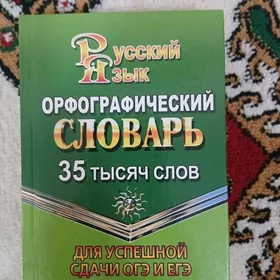 Русский
Язык
ОРФОГРАФИЧЕСКИЙ
СЛОВАРЬ
35 ТЫСЯЧ СЛОВ
ДЛЯ УСПЕШНОЙ
СДАЧИ ОГЭ И ЕГЭ